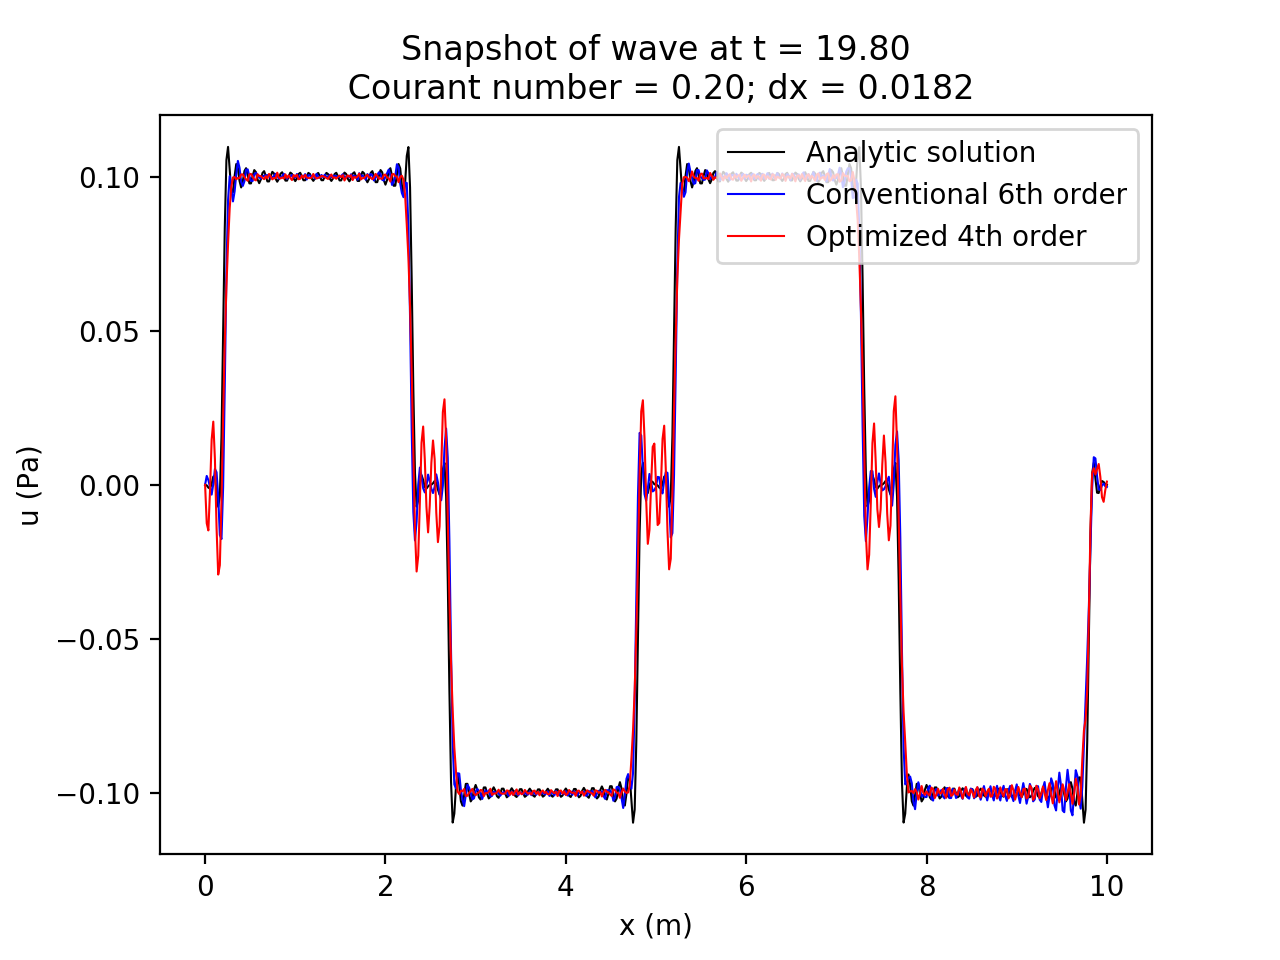 Snapshot of wave at t = 19.80
Courant number = 0.20; dx = 0.0182
Analytic solution
Conventional 6th order
Optimized 4th order
0.10
0.05
0.00
−0.05
−0.10
u (Pa)
0 2 4 6 8 10
x (m)